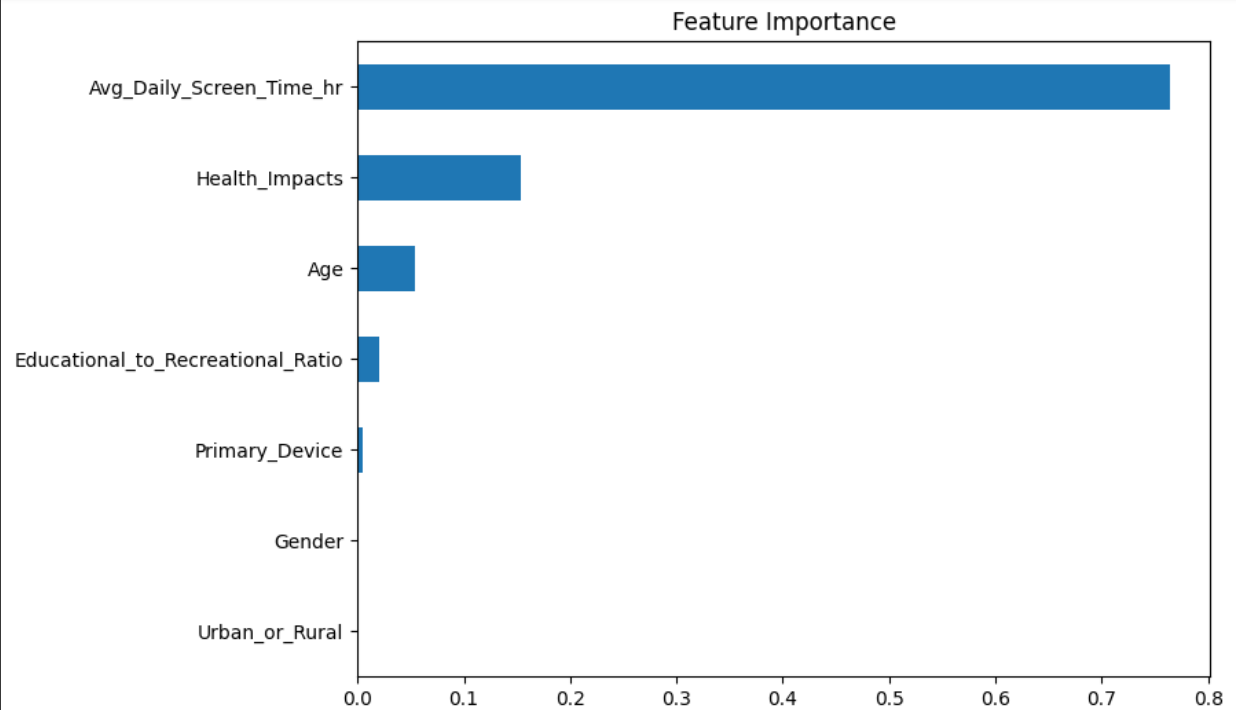 Feature Importance
Avg_Daily_Screen_Time_hr
Health_Impacts
Age
Educational_to_Recreational_Ratio
Primary_Device
Gender
Urban_or_Rural
0.0 0.1 0.2 0.3 0.4 0.5 0.6 0.7 0.8